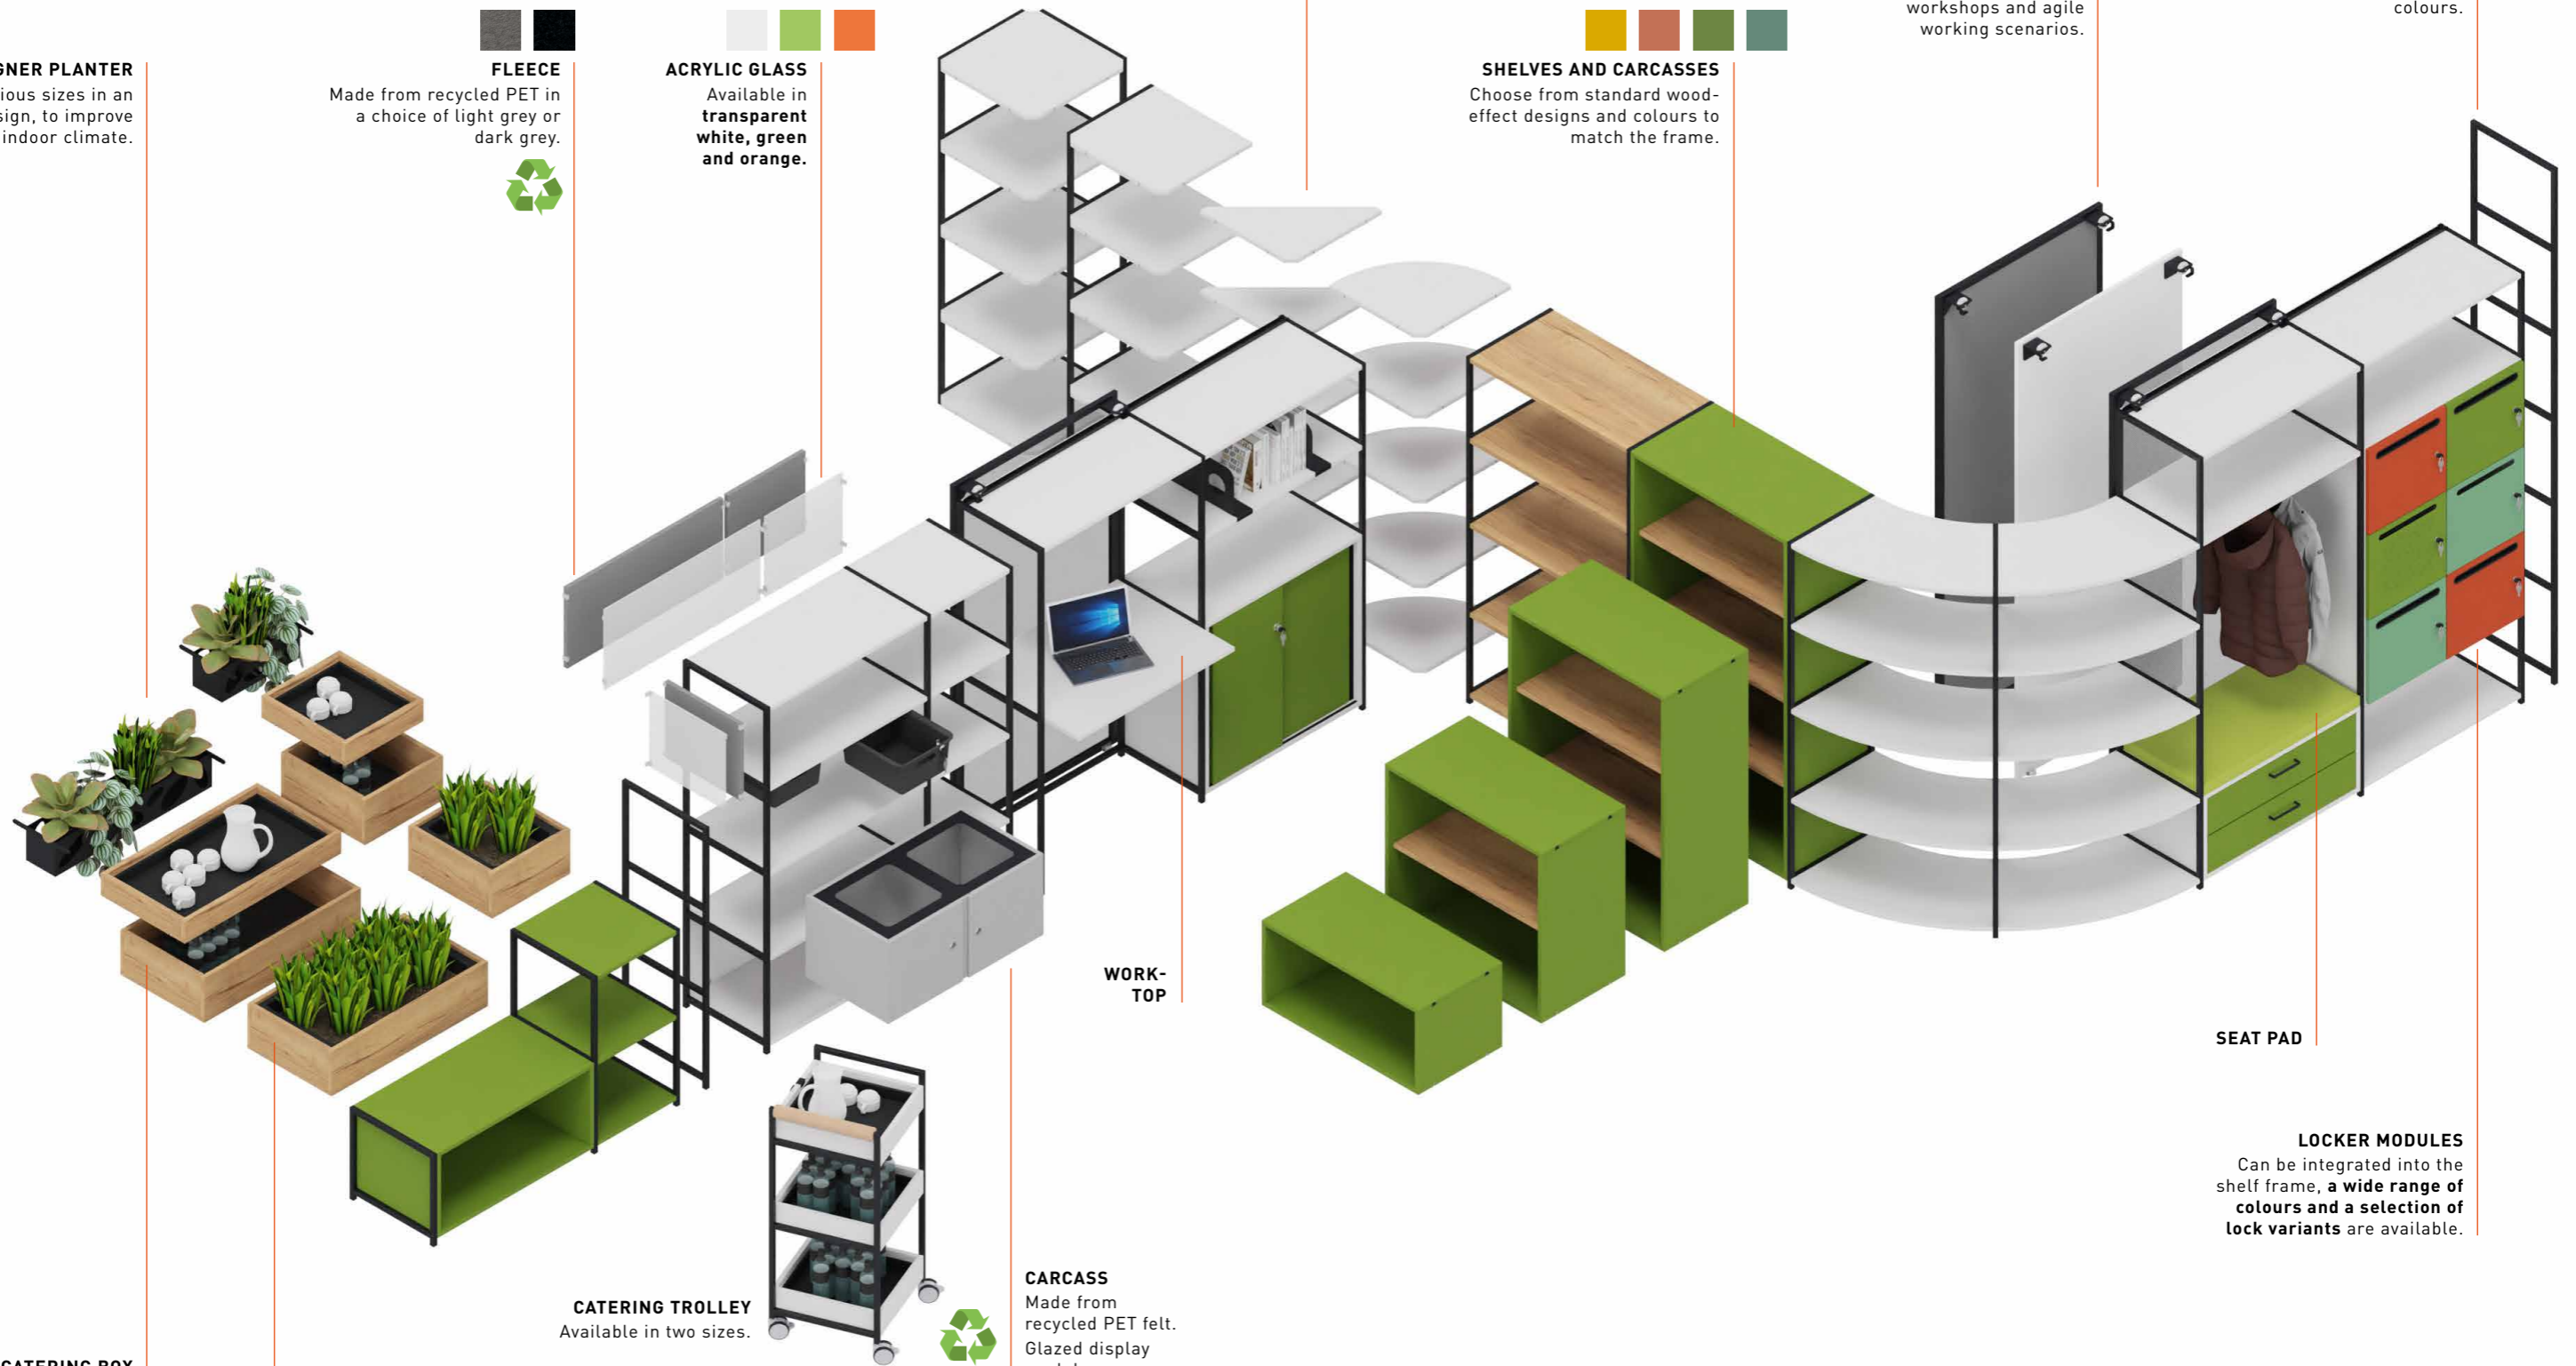 workshops and agile
working scenarios.
colours.
GNER PLANTER
ious sizes in an
sign, to improve
indoor climate.
FLEECE
Made from recycled PET in
a choice of light grey or
dark grey.
ACRYLIC GLASS
Available in
transparent
white, green
and orange.
SHELVES AND CARCASSES
Choose from standard wood-
effect designs and colours to
match the frame.
WORK-
TOP
SEAT PAD
LOCKER MODULES
Can be integrated into the
shelf frame, a wide range of
colours and a selection of
lock variants are available.
CATERING TROLLEY
Available in two sizes.
CARCASS
Made from
recycled PET felt.
Glazed display
CATERING BOX